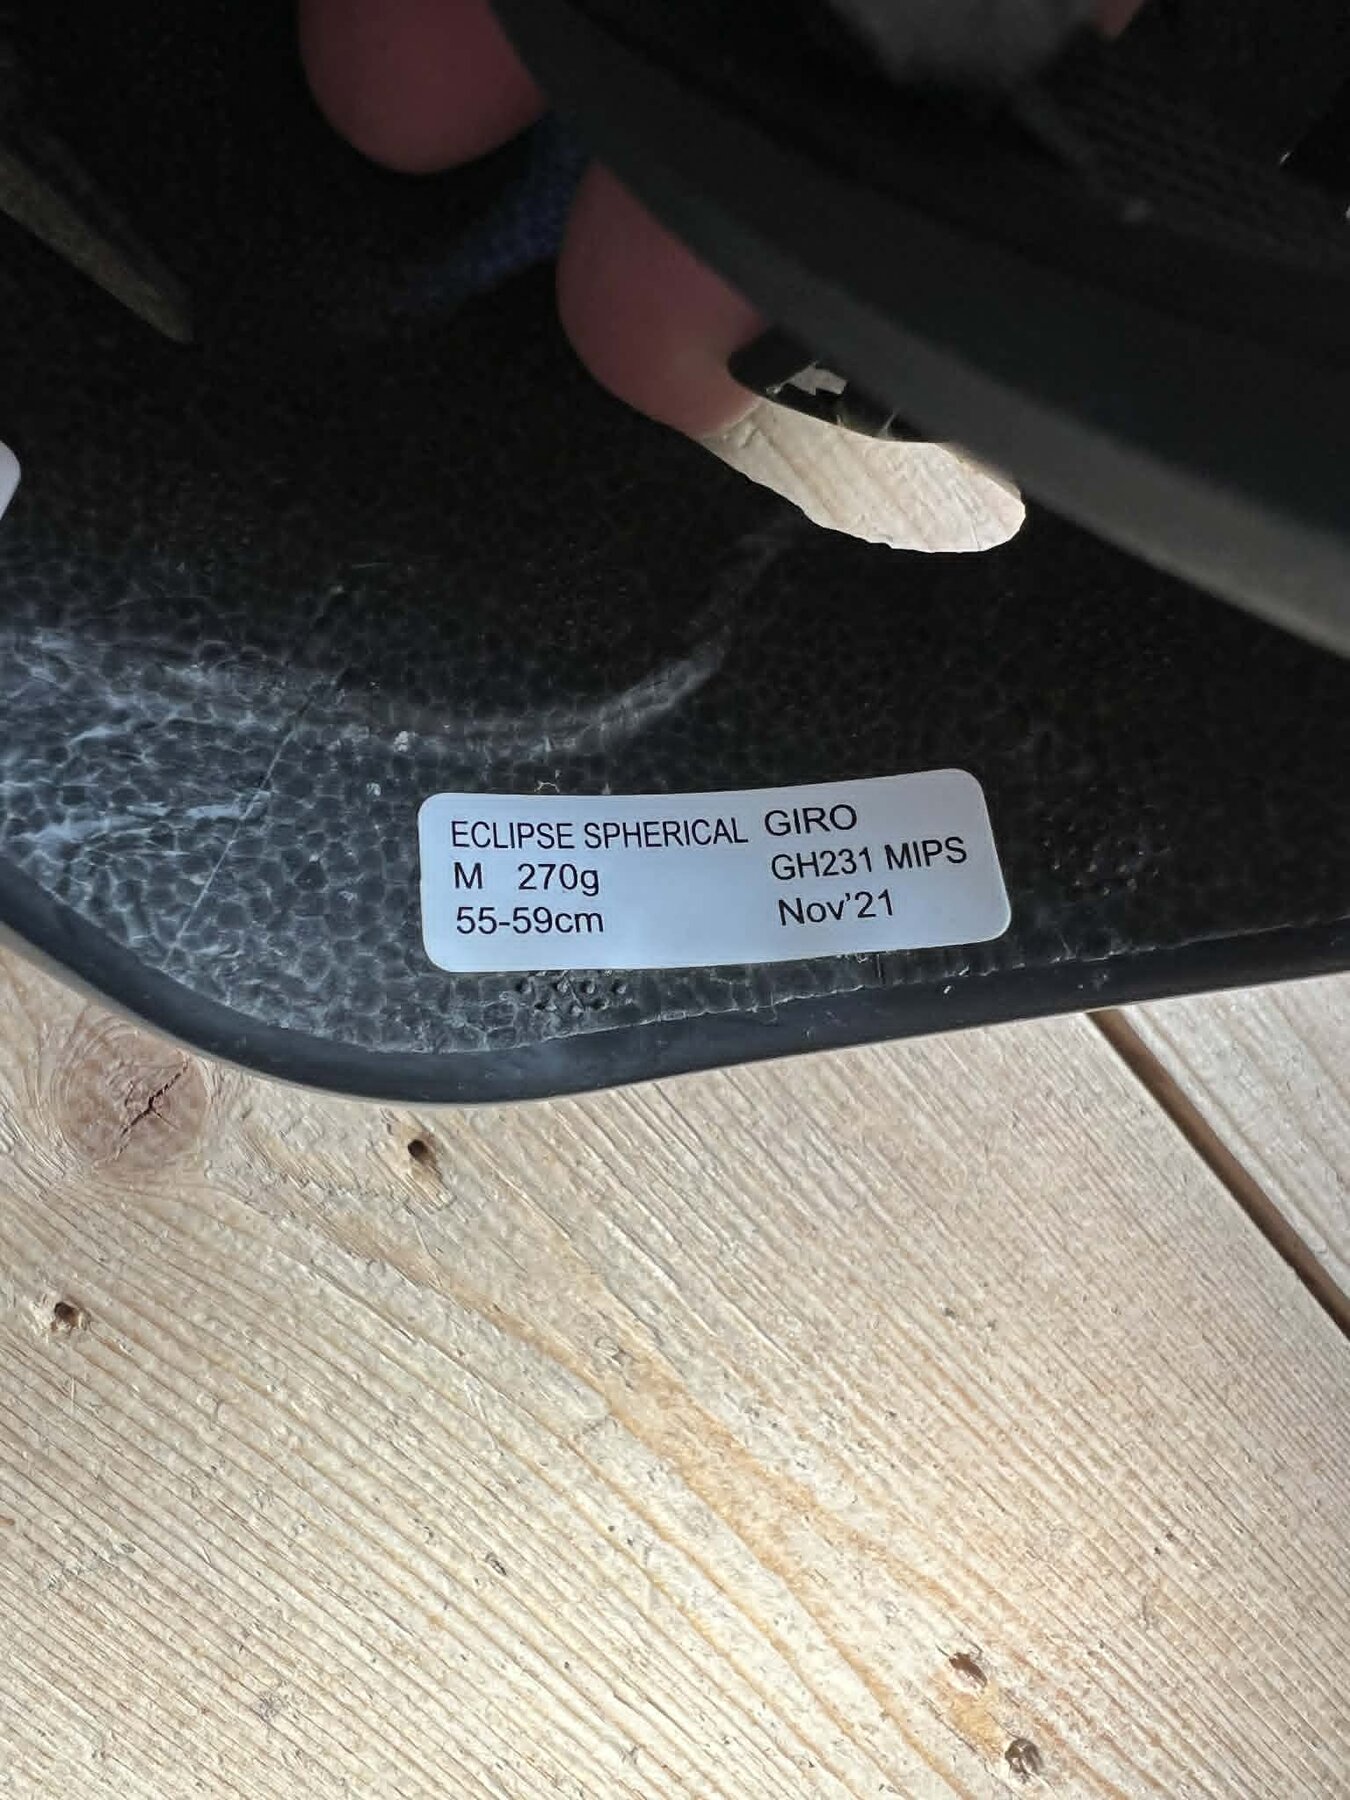 ECLIPSE SPHERICAL GIRO
M 270g GH231 MIPS
55-59cm Nov'21